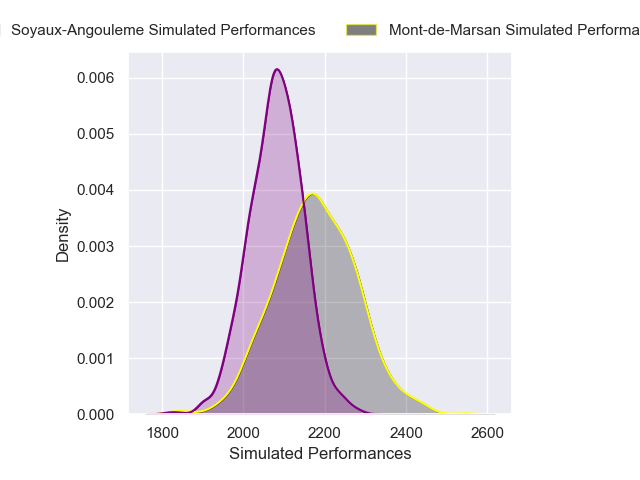 Soyaux-Angouleme Simulated Performances
Mont-de-Marsan Simulated Performa
0.006
0.005
0.004
0.003
0.002
0.001
0.000
Density
1800 2000 2200 2400 2600
Simulated Performances